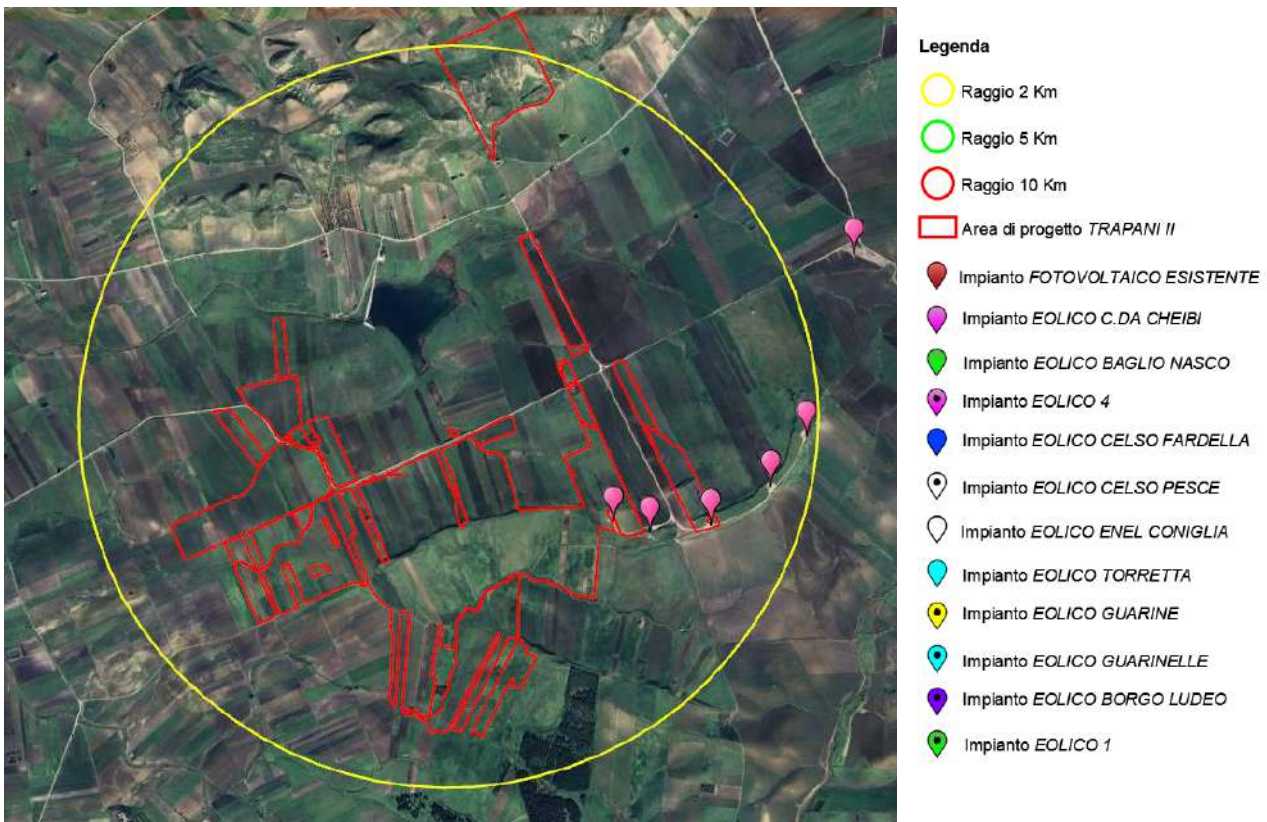 Legenda
Raggio 2 Km
Raggio 5 Km
Raggio 10 Km
Area di progetto TRAPANI II
Impianto FOTOVOLTAICO ESISTENTE
Impianto EOLICO C.DA CHEIBI
Impianto EOLICO BAGLIO NASCO
Impianto EOLICO 4
Impianto EOLICO CELSO FARDELLA
Impianto EOLICO CELSO PESCE
Impianto EOLICO ENEL CONIGLIA
Impianto EOLICO TORRETTA
Impianto EOLICO GUARINE
Impianto EOLICO GUARINELLE
Impianto EOLICO BORGO LUDEO
Impianto EOLICO 1